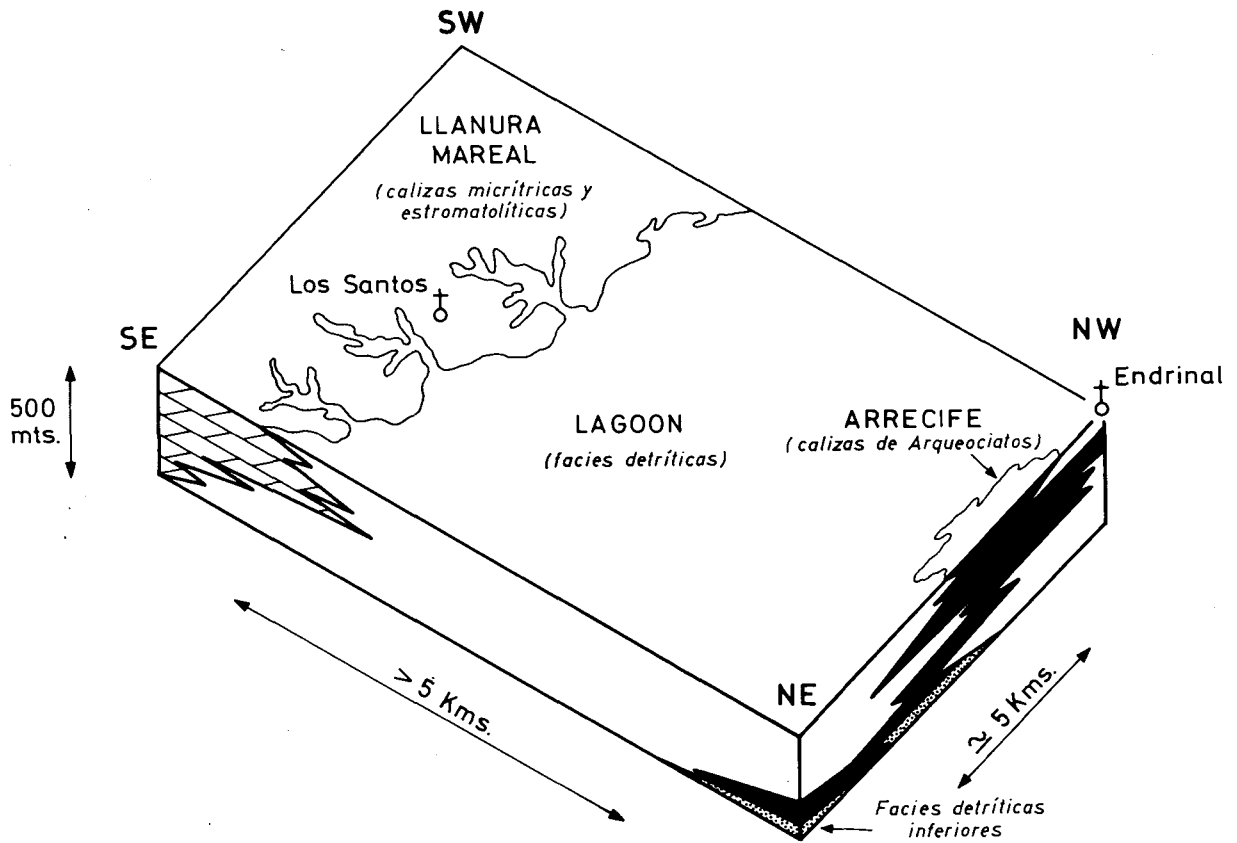 SW
LLANURA
MAREAL
(calizas micrítricas y
estromatolíticas)
Los Santos
SE
NW
Endrinal
500
mts.
LAGOON
(facies detríticas)
ARRECIFE
(calizas de Arqueociatos)
NE
> 5 Kms.
≃ 5 Kms.
Facies detríticas
inferiores